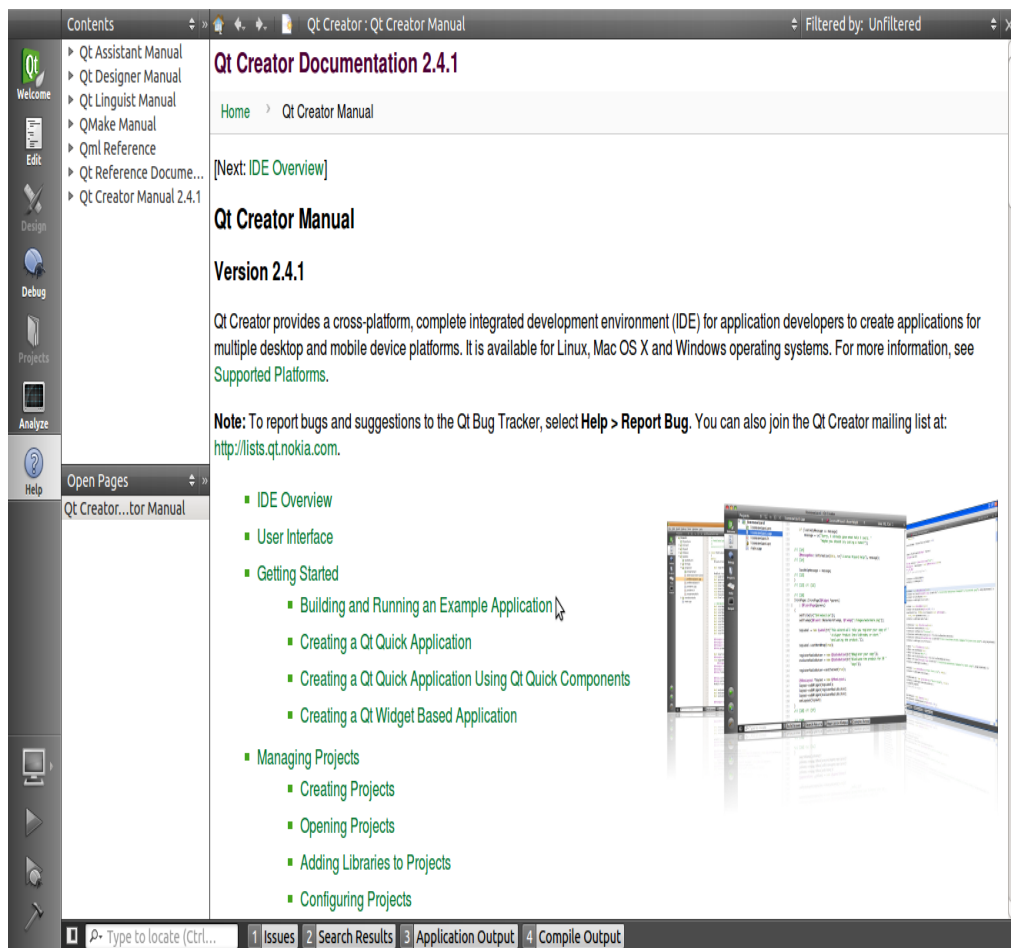 Contents
Qt Creator : Qt Creator Manual
Filtered by: Unfiltered
Welcome
Edit
Design
Debug
Projects
Analyze
Help
Qt Assistant Manual
Qt Designer Manual
Qt Linguist Manual
QMake Manual
Qml Reference
Qt Reference Docume...
Qt Creator Manual 2.4.1
Open Pages
Qt Creator...tor Manual
Qt Creator Documentation 2.4.1
Home › Qt Creator Manual
[Next: IDE Overview]
Qt Creator Manual
Version 2.4.1
Qt Creator provides a cross-platform, complete integrated development environment (IDE) for application developers to create applications for
multiple desktop and mobile device platforms. It is available for Linux, Mac OS X and Windows operating systems. For more information, see
Supported Platforms.
Note: To report bugs and suggestions to the Qt Bug Tracker, select Help > Report Bug. You can also join the Qt Creator mailing list at:
http://lists.qt.nokia.com.
IDE Overview
User Interface
Getting Started
Building and Running an Example Application
Creating a Qt Quick Application
Creating a Qt Quick Application Using Qt Quick Components
Creating a Qt Widget Based Application
Managing Projects
Creating Projects
Opening Projects
Adding Libraries to Projects
Configuring Projects
Type to locate (Ctrl...
1 Issues 2 Search Results 3 Application Output 4 Compile Output